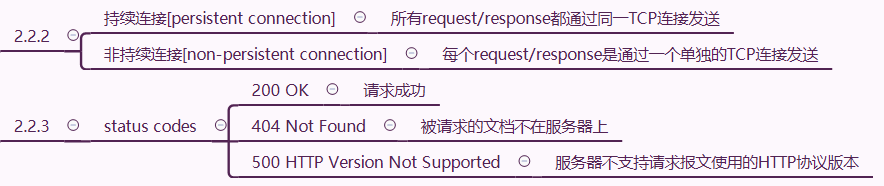 2.2.2
持续连接[persistent connection] 所有request/response都通过同一TCP连接发送
非持续连接[non-persistent connection] 每个request/response是通过一个单独的TCP连接发送
2.2.3 status codes
200 OK 请求成功
404 Not Found 被请求的文档不在服务器上
500 HTTP Version Not Supported 服务器不支持请求报文使用的HTTP协议版本